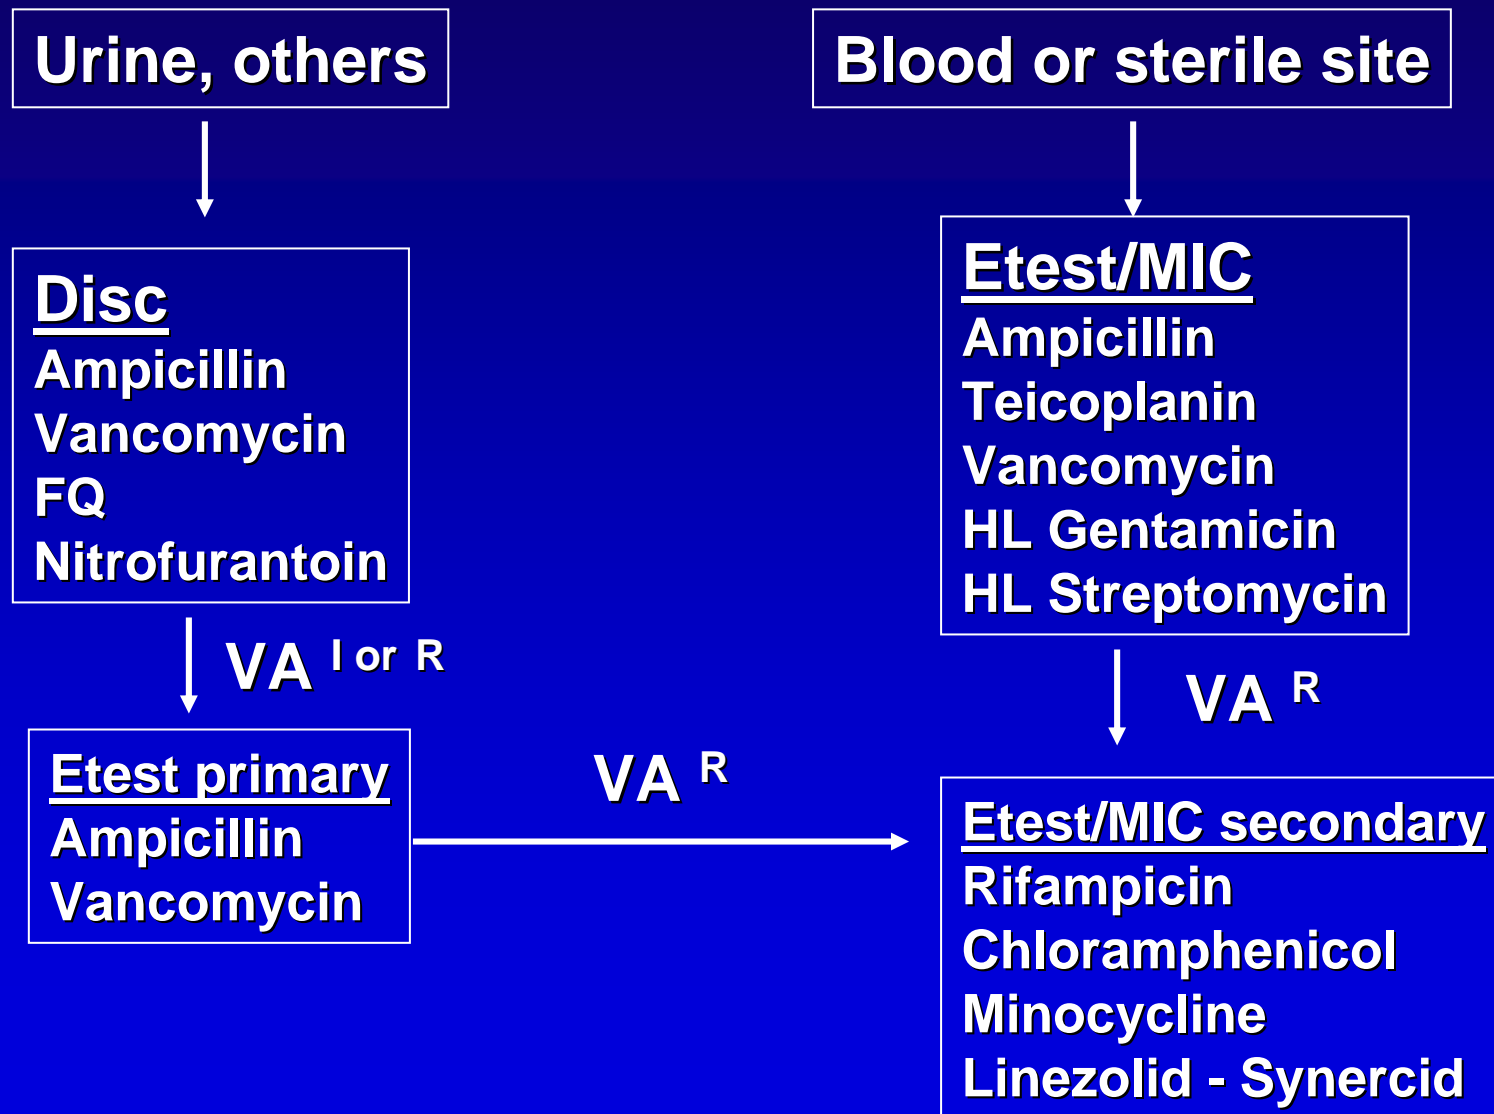 Urine, others
Blood or sterile site
Disc
Ampicillin
Vancomycin
FQ
Nitrofurantoin
Etest/MIC
Ampicillin
Teicoplanin
Vancomycin
HL Gentamicin
HL Streptomycin
VA I or R
VA R
Etest primary
Ampicillin
Vancomycin
VA R
Etest/MIC secondary
Rifampicin
Chloramphenicol
Minocycline
Linezolid - Synercid